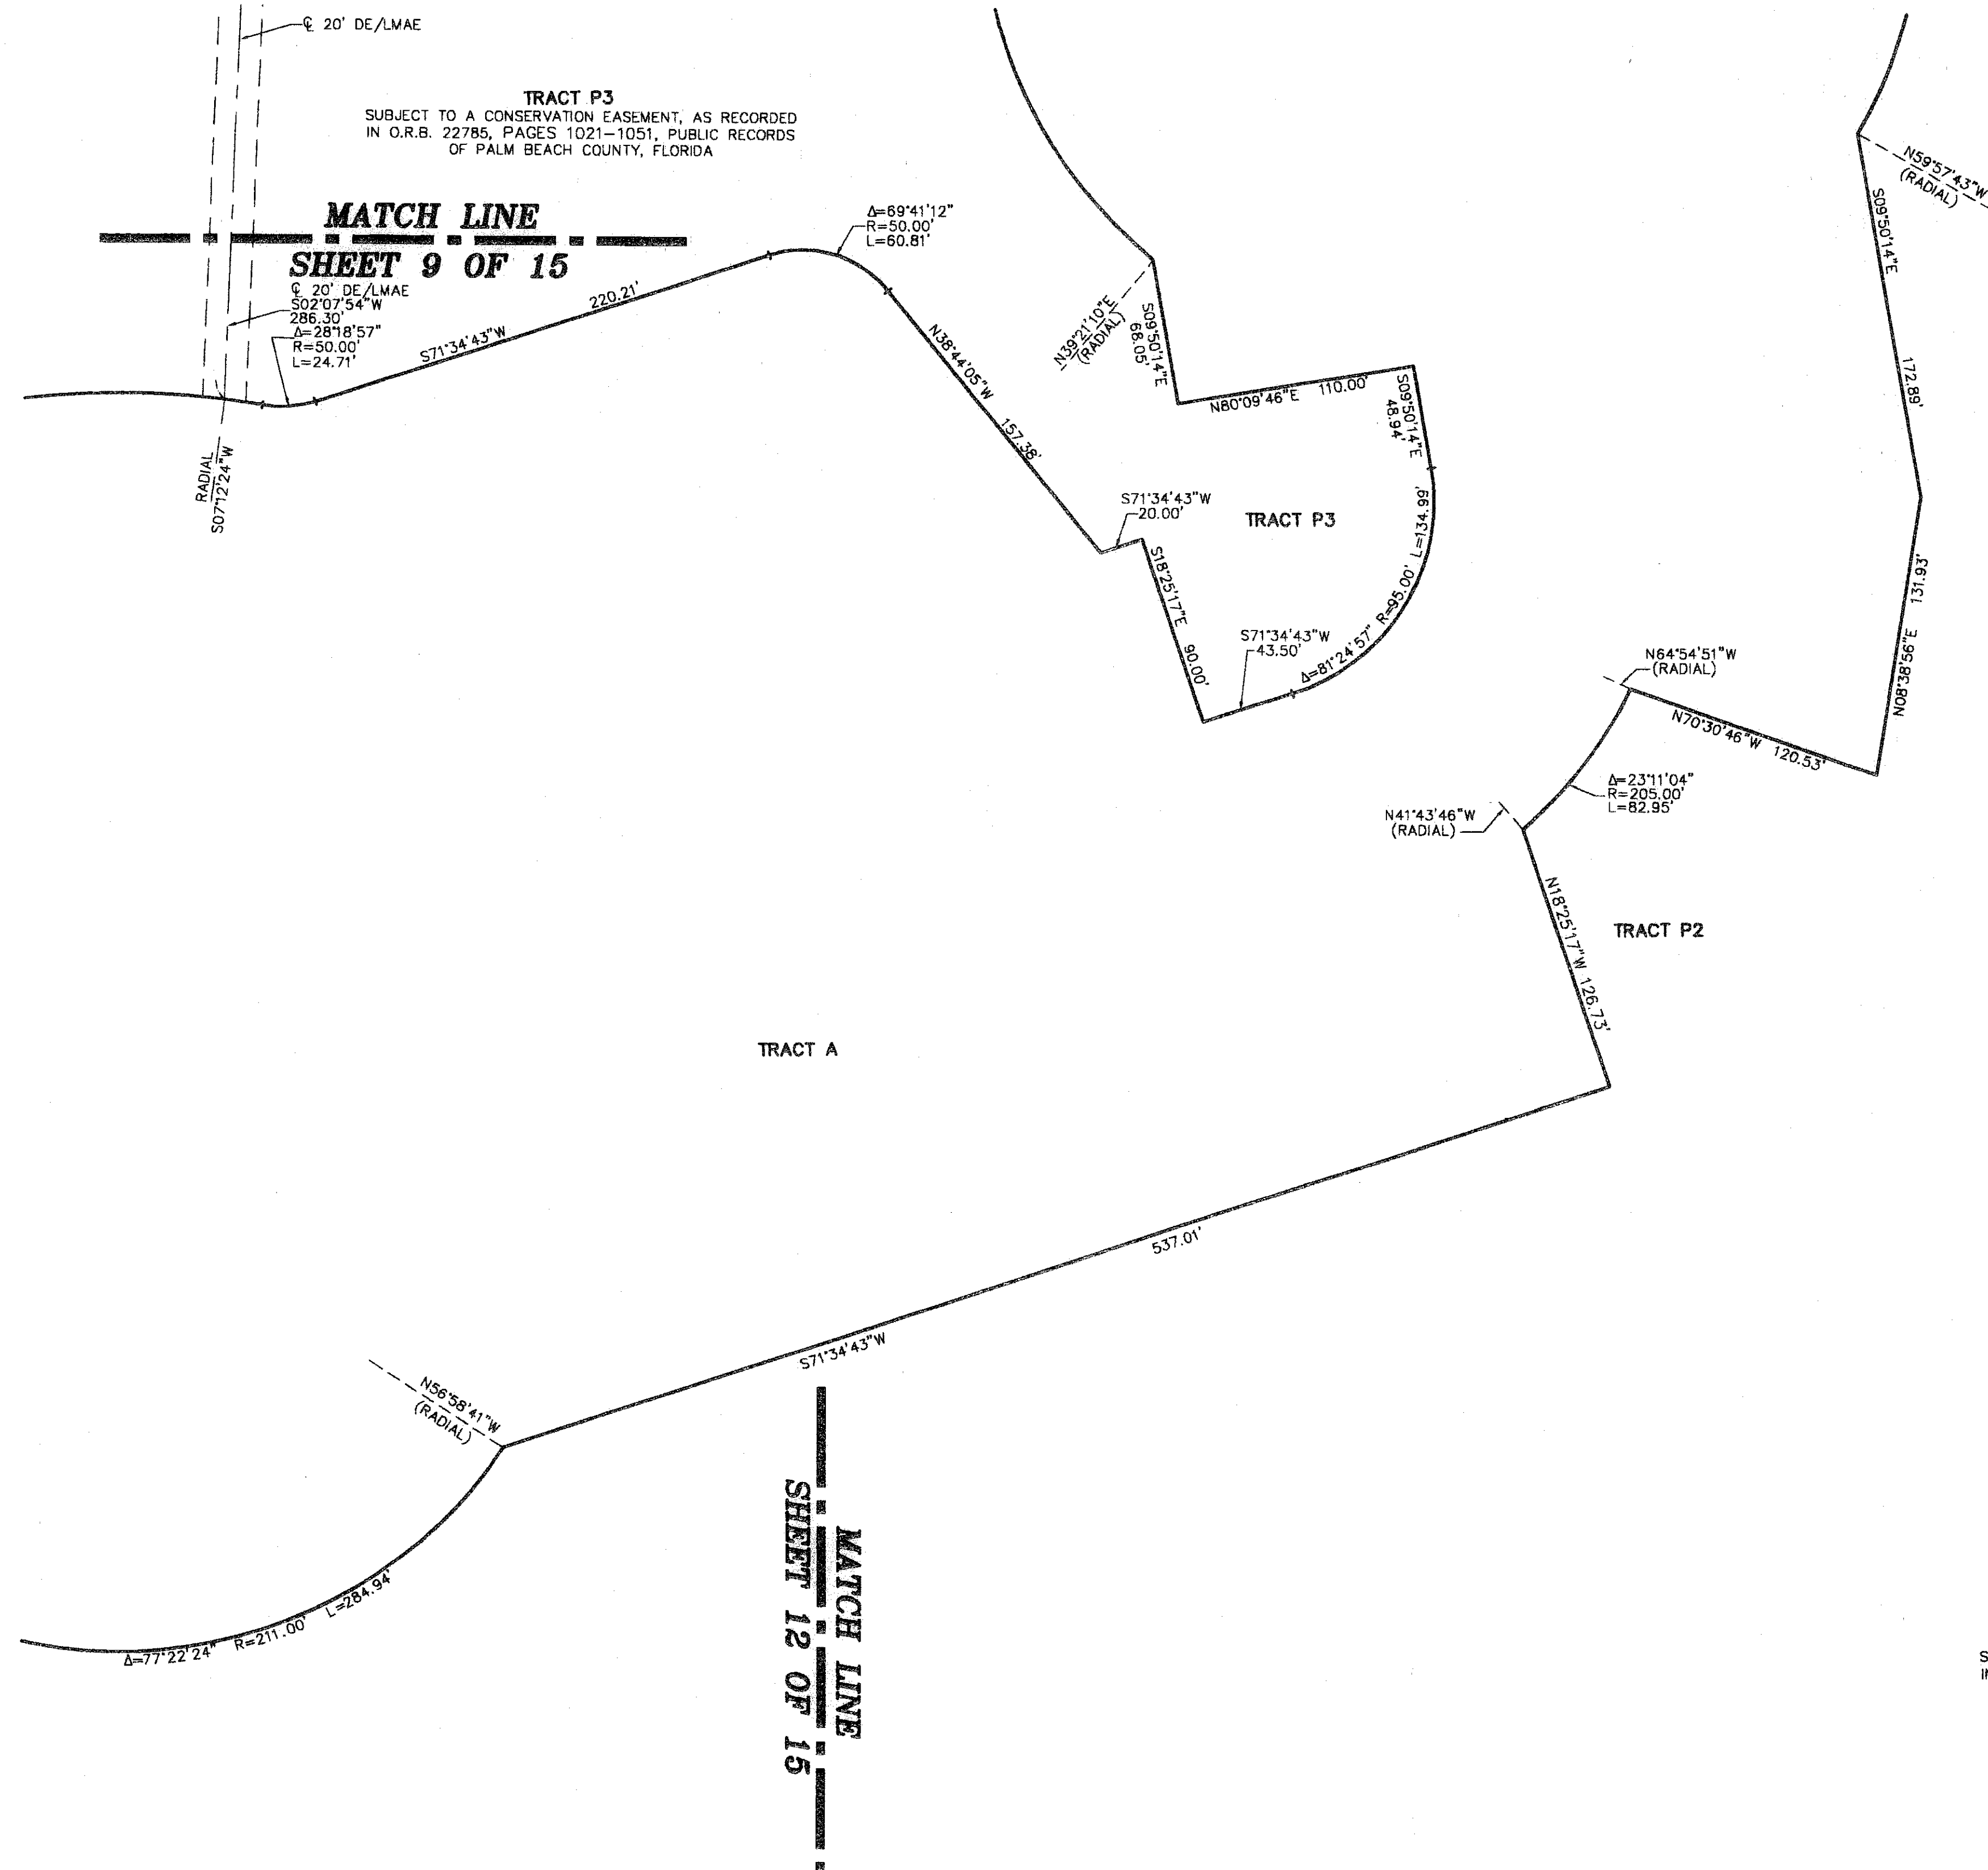 ℄ 20' DE/LMAE
TRACT P3
SUBJECT TO A CONSERVATION EASEMENT, AS RECORDED
IN O.R.B. 22785, PAGES 1021-1051, PUBLIC RECORDS
OF PALM BEACH COUNTY, FLORIDA
MATCH LINE
SHEET 9 OF 15
℄ 20' DE/LMAE
S02°07'54"W
286.30'
Δ=28°18'57"
R=50.00'
L=24.71'
RADIAL
S07°12'24"W
S71°34'43"W
220.21'
Δ=69°41'12"
R=50.00'
L=60.81'
N38°44'05"W
157.38'
N39°21'10"E
(RADIAL)
S09°50'14"E
68.05'
N80°09'46"E 110.00'
S09°50'14"E
48.94'
TRACT P3
S71°34'43"W
20.00'
S18°25'17"E 90.00'
S71°34'43"W
43.50'
Δ=81°24'57" R=95.00' L=134.99'
N59°57'43"W
(RADIAL)
S09°50'14"E
172.89'
N08°38'56"E 131.93'
N64°54'51"W
(RADIAL)
N70°30'46"W 120.53'
Δ=23°11'04"
R=205.00'
L=82.95'
N41°43'46"W
(RADIAL)
N18°25'17"W 126.73'
TRACT P2
TRACT A
537.01'
S71°34'43"W
N56°58'41"W
(RADIAL)
Δ=77°22'24" R=211.00' L=284.94'
MATCH LINE
SHEET 12 OF 15
S